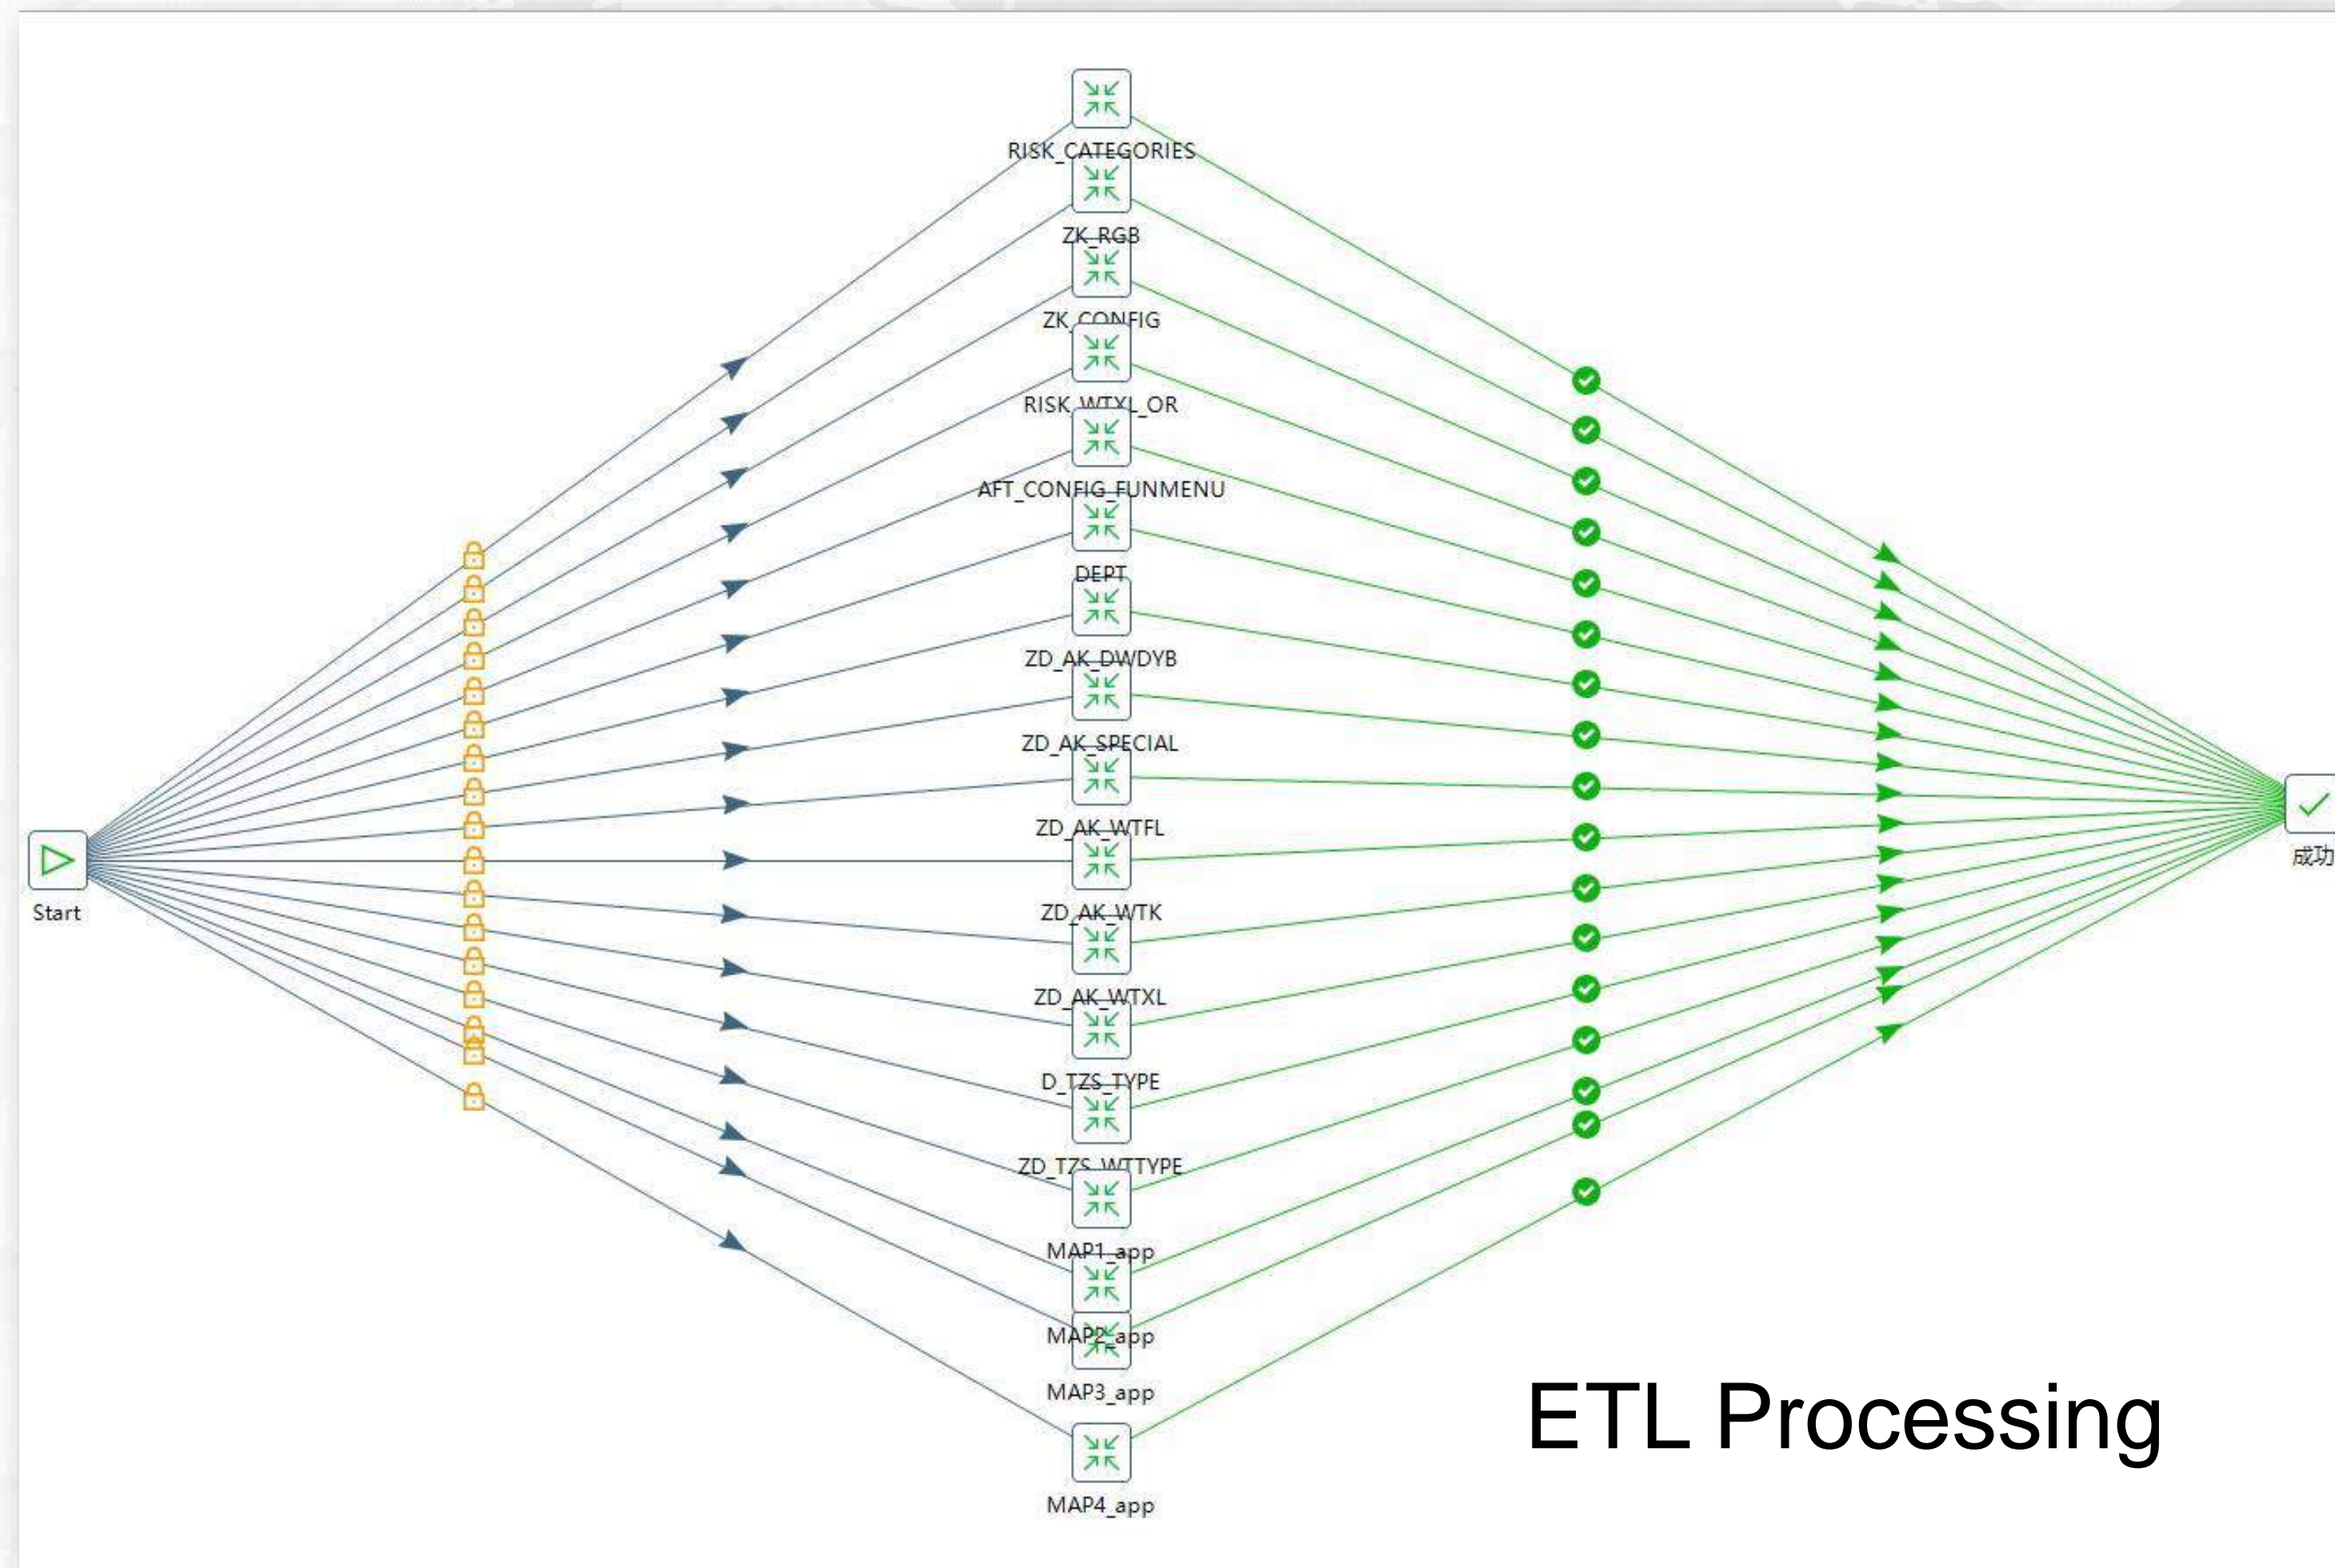 RISK_CATEGORIES
ZK_RGB
ZK_CONFIG
RISK_WTXL_OR
AFT_CONFIG_FUNMENU
DEPT
ZD_AK_DWDYB
ZD_AK_SPECIAL
ZD_AK_WTFL
Start
成功
ZD_AK_WTK
ZD_AK_WTXL
D_TZS_TYPE
ZD_TZS_WTTYPE
MAP1_app
MAP2_app
MAP3_app
MAP4_app
ETL Processing